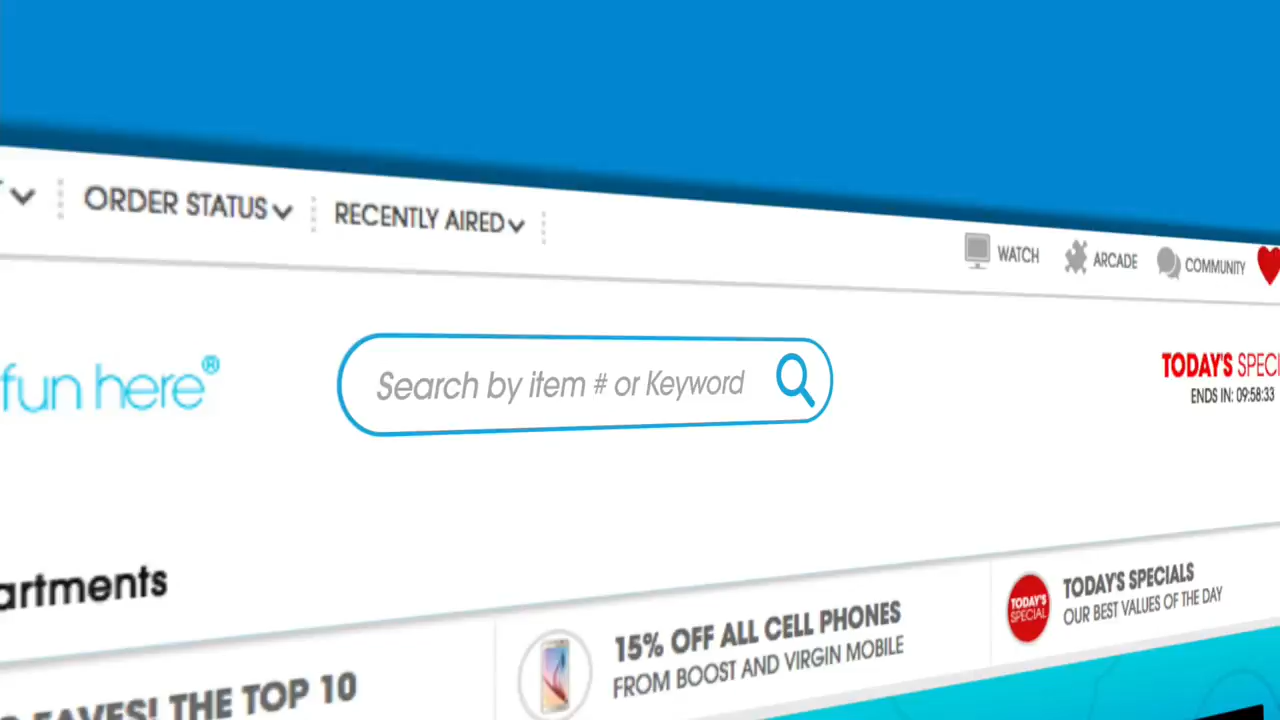 ORDER STATUS
RECENTLY AIRED
WATCH
ARCADE
COMMUNITY
fun here®
Search by item # or Keyword
TODAY'S
ENDS IN: 09:58:33
15% OFF ALL CELL PHONES
FROM BOOST AND VIRGIN MOBILE
TODAY'S
SPECIAL
TODAY'S SPECIALS
OUR BEST VALUES OF THE DAY
FAVES! THE TOP 10